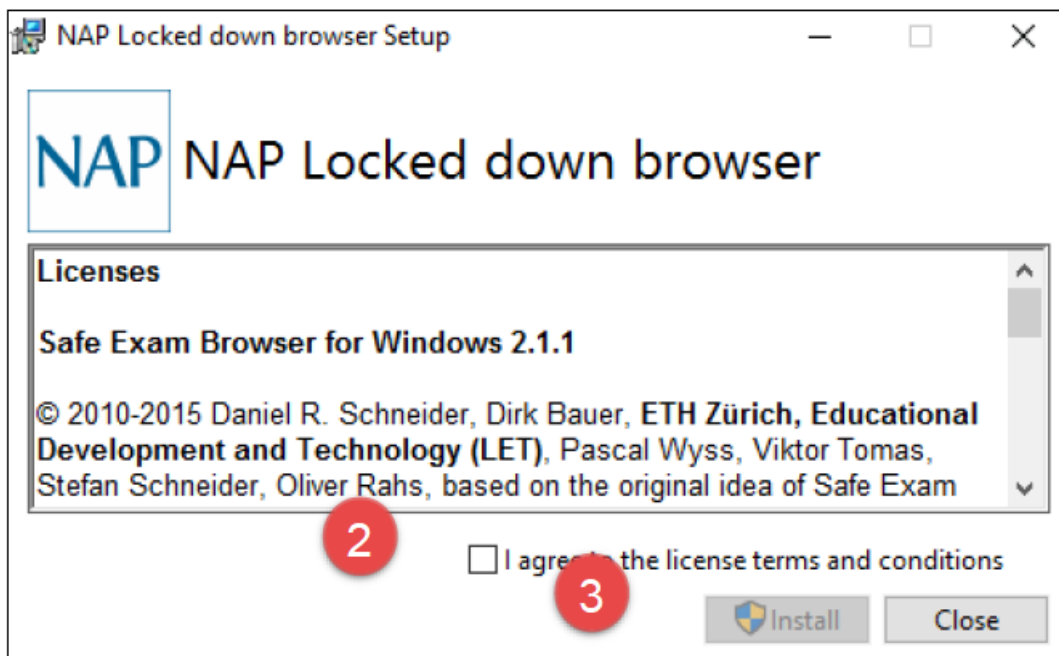 NAP Locked down browser Setup
NAP
NAP Locked down browser
Licenses
Safe Exam Browser for Windows 2.1.1
© 2010-2015 Daniel R. Schneider, Dirk Bauer, ETH Zürich, Educational
Development and Technology (LET), Pascal Wyss, Viktor Tomas,
Stefan Schneider, Oliver Rahs, based on the original idea of Safe Exam
2
I agree to the license terms and conditions
3
Install
Close